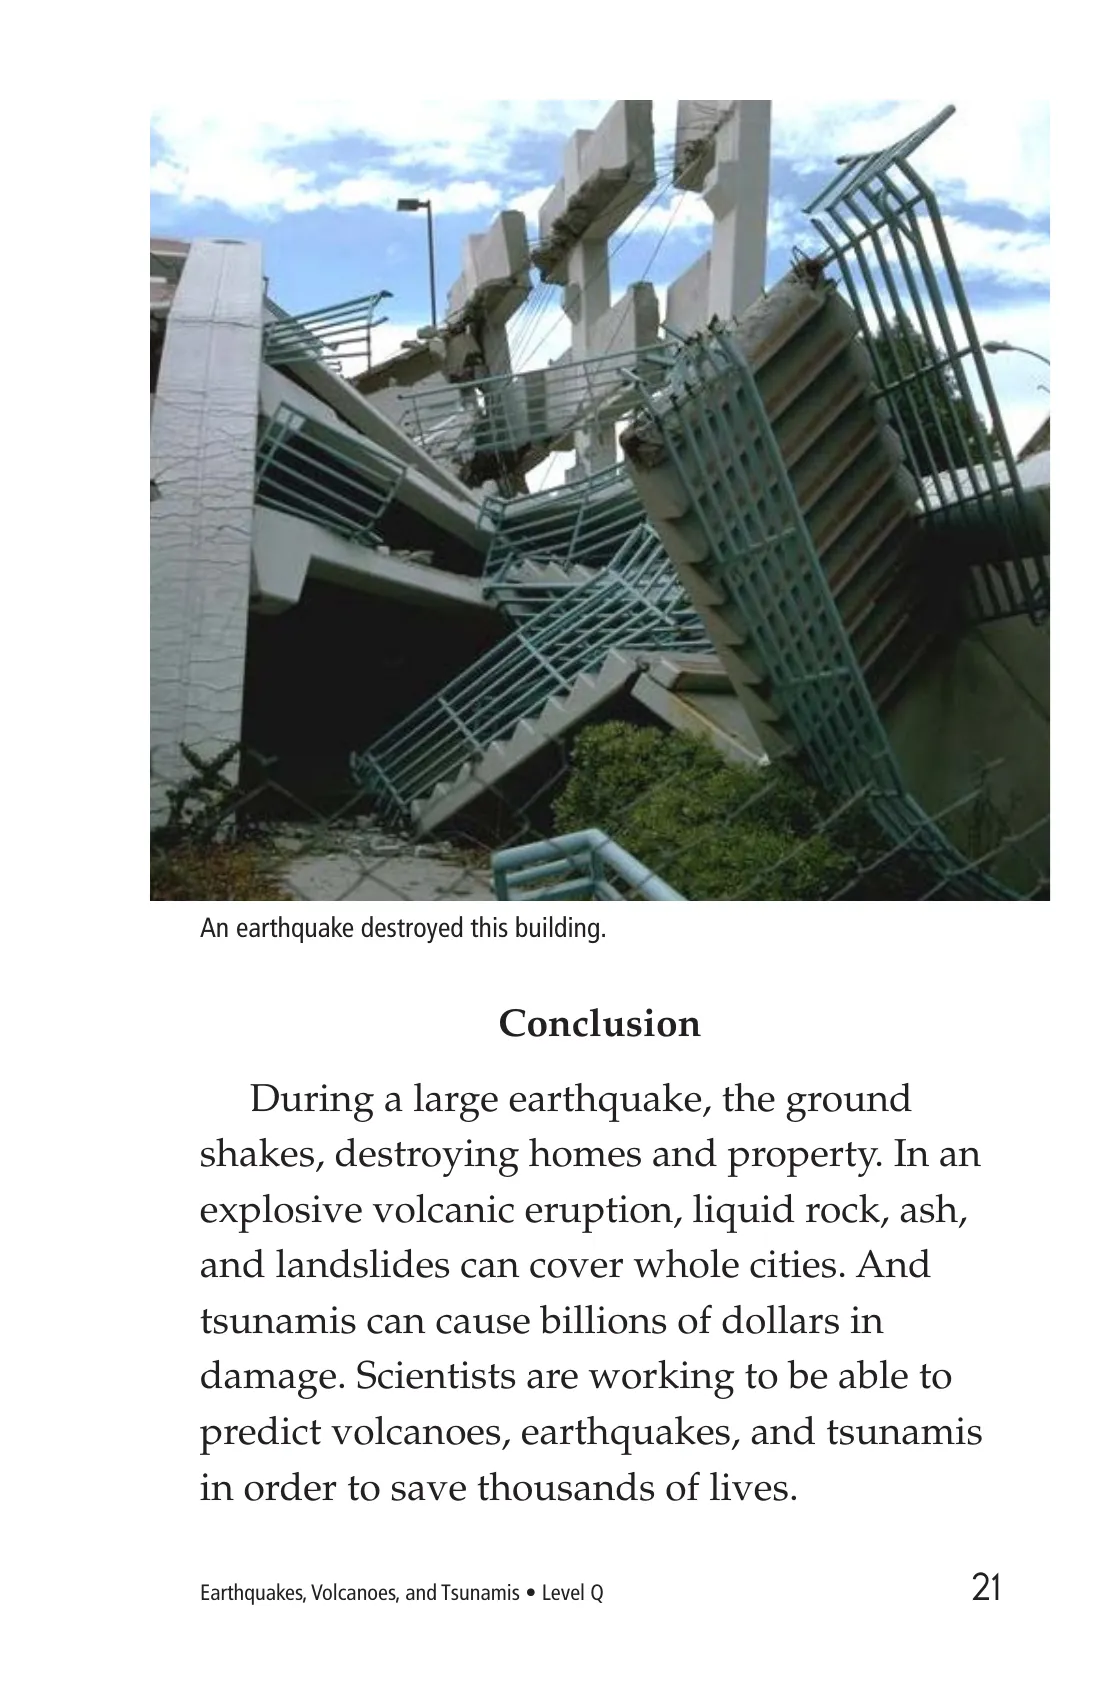 An earthquake destroyed this building.
Conclusion
During a large earthquake, the ground
shakes, destroying homes and property. In an
explosive volcanic eruption, liquid rock, ash,
and landslides can cover whole cities. And
tsunamis can cause billions of dollars in
damage. Scientists are working to be able to
predict volcanoes, earthquakes, and tsunamis
in order to save thousands of lives.
Earthquakes, Volcanoes, and Tsunamis • Level Q
21